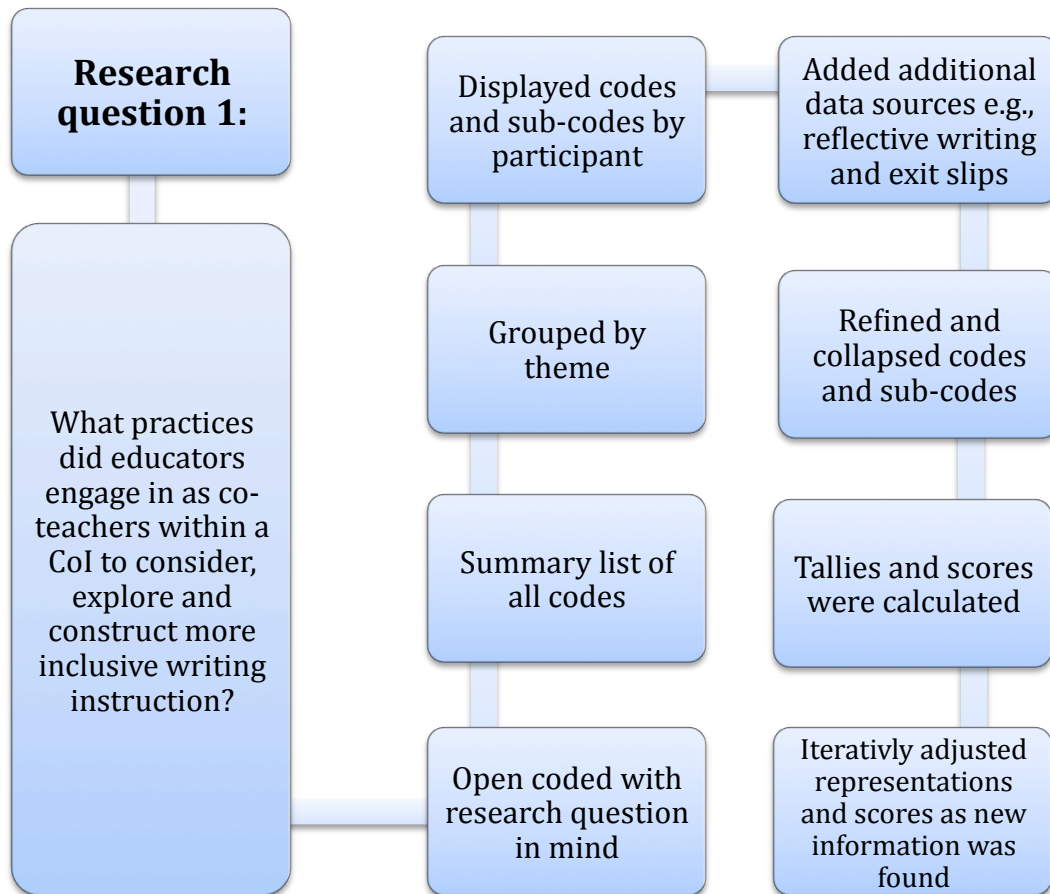 Research
question 1:
What practices
did educators
engage in as co-
teachers within a
CoI to consider,
explore and
construct more
inclusive writing
instruction?
Open coded with
research question
in mind
Summary list of
all codes
Grouped by
theme
Displayed codes
and sub-codes by
participant
Added additional
data sources e.g.,
reflective writing
and exit slips
Refined and
collapsed codes
and sub-codes
Tallies and scores
were calculated
Iterativly adjusted
representations
and scores as new
information was
found